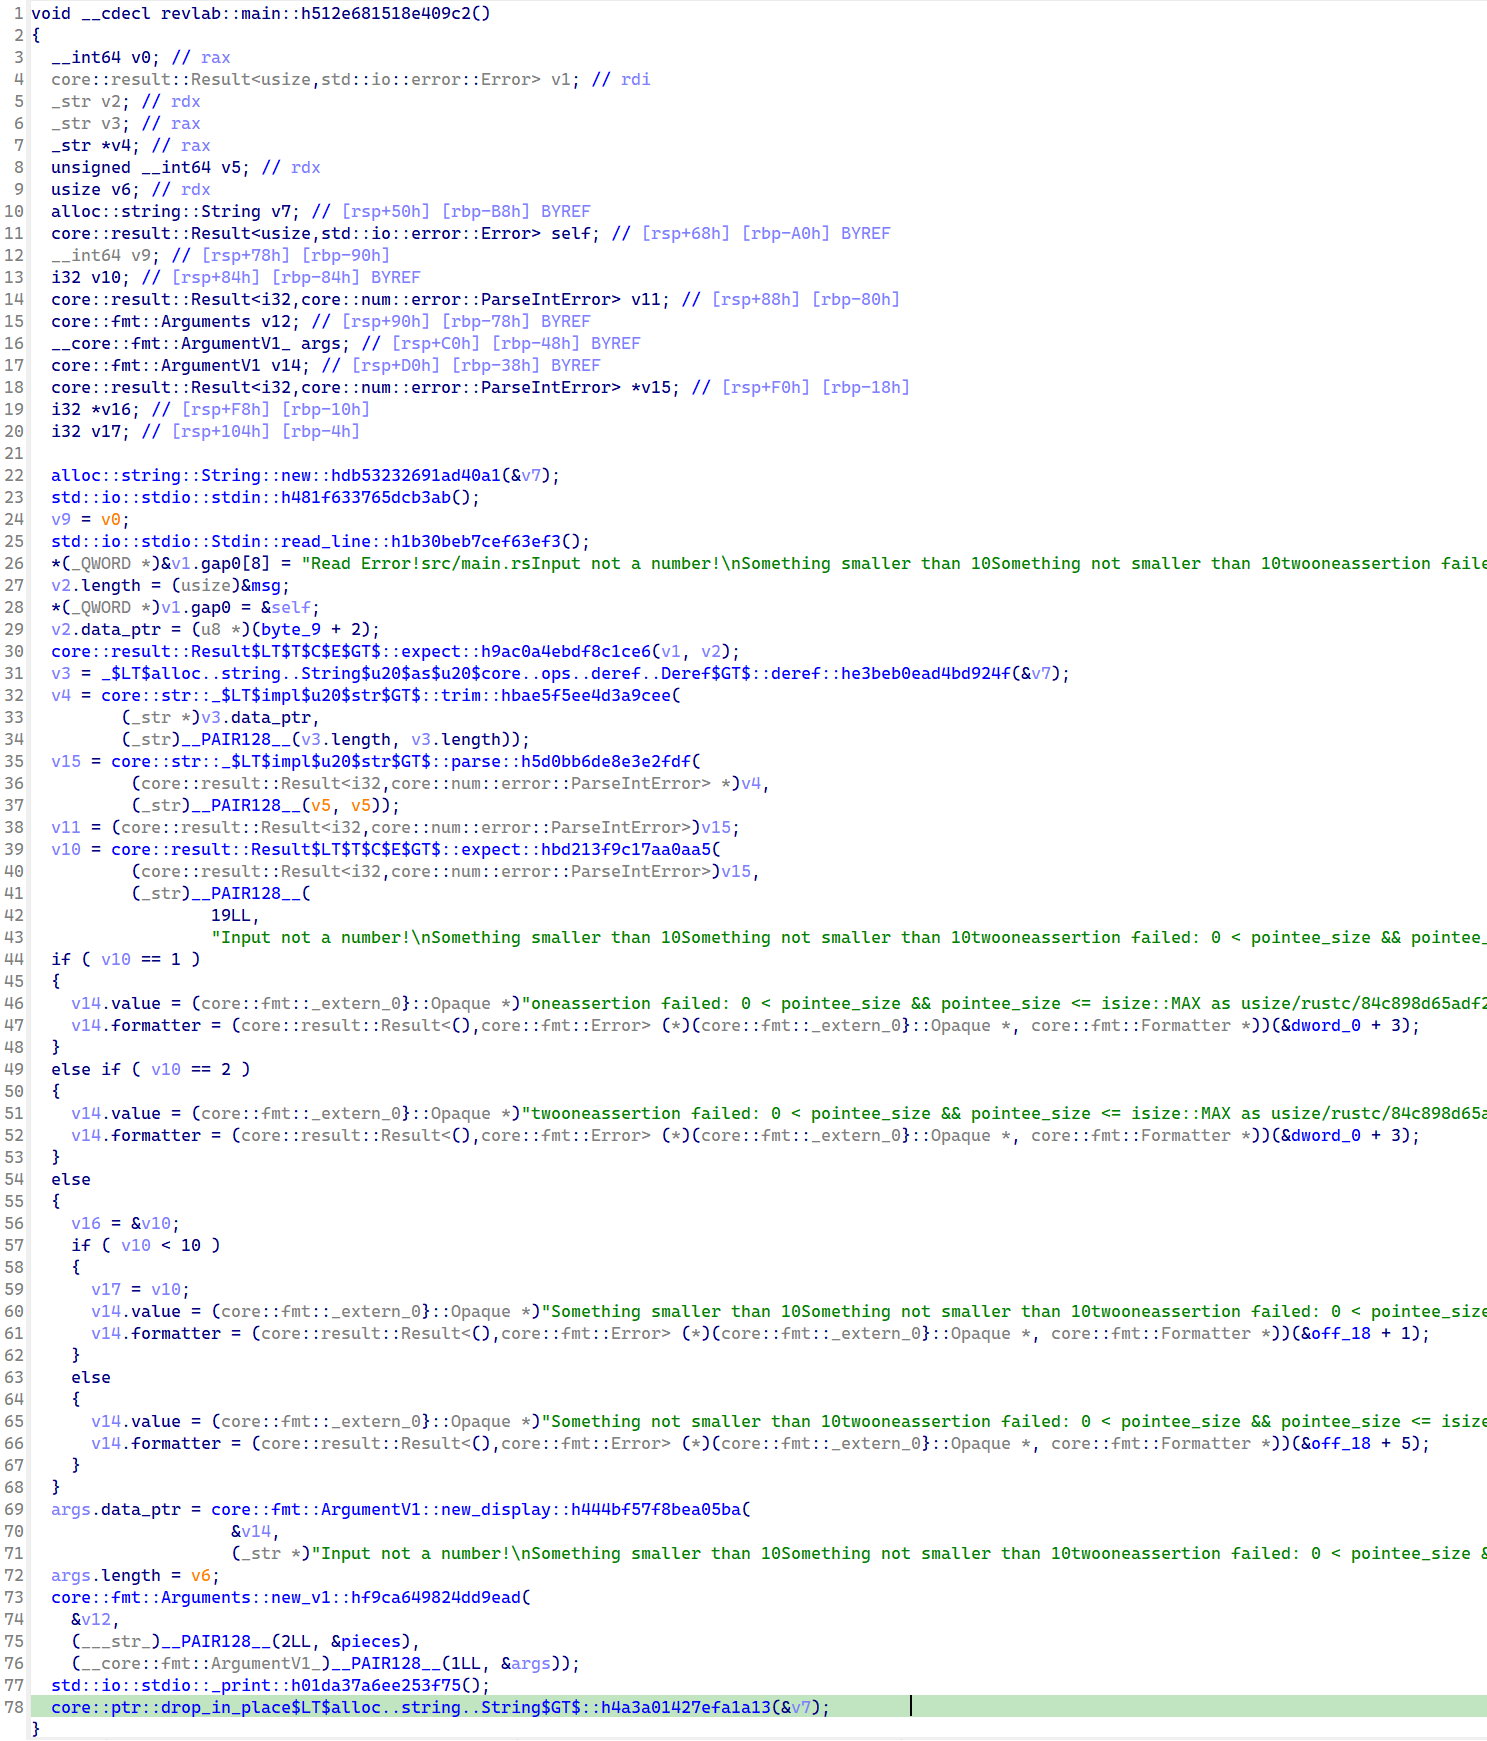 1 void __cdecl revlab::main::h512e681518e409c2()
2 {
3   __int64 v0; // rax
4   core::result::Result<usize,std::io::error::Error> v1; // rdi
5   _str v2; // rdx
6   _str v3; // rax
7   _str *v4; // rax
8   unsigned __int64 v5; // rdx
9   usize v6; // rdx
10   alloc::string::String v7; // [rsp+50h] [rbp-B8h] BYREF
11   core::result::Result<usize,std::io::error::Error> self; // [rsp+68h] [rbp-A0h] BYREF
12   __int64 v9; // [rsp+78h] [rbp-90h]
13   i32 v10; // [rsp+84h] [rbp-84h] BYREF
14   core::result::Result<i32,core::num::error::ParseIntError> v11; // [rsp+88h] [rbp-80h]
15   core::fmt::Arguments v12; // [rsp+90h] [rbp-78h] BYREF
16   __core::fmt::ArgumentV1_ args; // [rsp+C0h] [rbp-48h] BYREF
17   core::fmt::ArgumentV1 v14; // [rsp+D0h] [rbp-38h] BYREF
18   core::result::Result<i32,core::num::error::ParseIntError> *v15; // [rsp+F0h] [rbp-18h]
19   i32 *v16; // [rsp+F8h] [rbp-10h]
20   i32 v17; // [rsp+104h] [rbp-4h]
21
22   alloc::string::String::new::hdb53232691ad40a1(&v7);
23   std::io::stdio::stdin::h481f633765dcb3ab();
24   v9 = v0;
25   std::io::stdio::Stdin::read_line::h1b30beb7cef63ef3();
26   *(_QWORD *)&v1.gap0[8] = "Read Error!src/main.rsInput not a number!\nSomething smaller than 10Something not smaller than 10twooneassertion faile
27   v2.length = (usize)&msg;
28   *(_QWORD *)v1.gap0 = &self;
29   v2.data_ptr = (u8 *)(byte_9 + 2);
30   core::result::Result$LT$T$C$E$GT$::expect::h9ac0a4ebdf8c1ce6(v1, v2);
31   v3 = _$LT$alloc..string..String$u20$as$u20$core..ops..deref..Deref$GT$::deref::he3beb0ead4bd924f(&v7);
32   v4 = core::str::_$LT$impl$u20$str$GT$::trim::hbae5f5ee4d3a9cee(
33          (_str *)v3.data_ptr,
34          (_str)__PAIR128__(v3.length, v3.length));
35   v15 = core::str::_$LT$impl$u20$str$GT$::parse::h5d0bb6de8e3e2fdf(
36           (core::result::Result<i32,core::num::error::ParseIntError> *)v4,
37           (_str)__PAIR128__(v5, v5));
38   v11 = (core::result::Result<i32,core::num::error::ParseIntError>)v15;
39   v10 = core::result::Result$LT$T$C$E$GT$::expect::hbd213f9c17aa0aa5(
40           (core::result::Result<i32,core::num::error::ParseIntError>)v15,
41           (_str)__PAIR128__(
42                   19LL,
43                   "Input not a number!\nSomething smaller than 10Something not smaller than 10twooneassertion failed: 0 < pointee_size && pointee_
44   if ( v10 == 1 )
45   {
46     v14.value = (core::fmt::_extern_0}::Opaque *)"oneassertion failed: 0 < pointee_size && pointee_size <= isize::MAX as usize/rustc/84c898d65adf2
47     v14.formatter = (core::result::Result<(),core::fmt::Error> (*)(core::fmt::_extern_0}::Opaque *, core::fmt::Formatter *))(&dword_0 + 3);
48   }
49   else if ( v10 == 2 )
50   {
51     v14.value = (core::fmt::_extern_0}::Opaque *)"twooneassertion failed: 0 < pointee_size && pointee_size <= isize::MAX as usize/rustc/84c898d65a
52     v14.formatter = (core::result::Result<(),core::fmt::Error> (*)(core::fmt::_extern_0}::Opaque *, core::fmt::Formatter *))(&dword_0 + 3);
53   }
54   else
55   {
56     v16 = &v10;
57     if ( v10 < 10 )
58     {
59       v17 = v10;
60       v14.value = (core::fmt::_extern_0}::Opaque *)"Something smaller than 10Something not smaller than 10twooneassertion failed: 0 < pointee_size
61       v14.formatter = (core::result::Result<(),core::fmt::Error> (*)(core::fmt::_extern_0}::Opaque *, core::fmt::Formatter *))(&off_18 + 1);
62     }
63     else
64     {
65       v14.value = (core::fmt::_extern_0}::Opaque *)"Something not smaller than 10twooneassertion failed: 0 < pointee_size && pointee_size <= isize
66       v14.formatter = (core::result::Result<(),core::fmt::Error> (*)(core::fmt::_extern_0}::Opaque *, core::fmt::Formatter *))(&off_18 + 5);
67     }
68   }
69   args.data_ptr = core::fmt::ArgumentV1::new_display::h444bf57f8bea05ba(
70                     &v14,
71                     (_str *)"Input not a number!\nSomething smaller than 10Something not smaller than 10twooneassertion failed: 0 < pointee_size &
72   args.length = v6;
73   core::fmt::Arguments::new_v1::hf9ca649824dd9ead(
74     &v12,
75     (___str_)__PAIR128__(2LL, &pieces),
76     (__core::fmt::ArgumentV1_)__PAIR128__(1LL, &args));
77   std::io::stdio::_print::h01da37a6ee253f75();
78   core::ptr::drop_in_place$LT$alloc..string..String$GT$::h4a3a01427efa1a13(&v7);
}